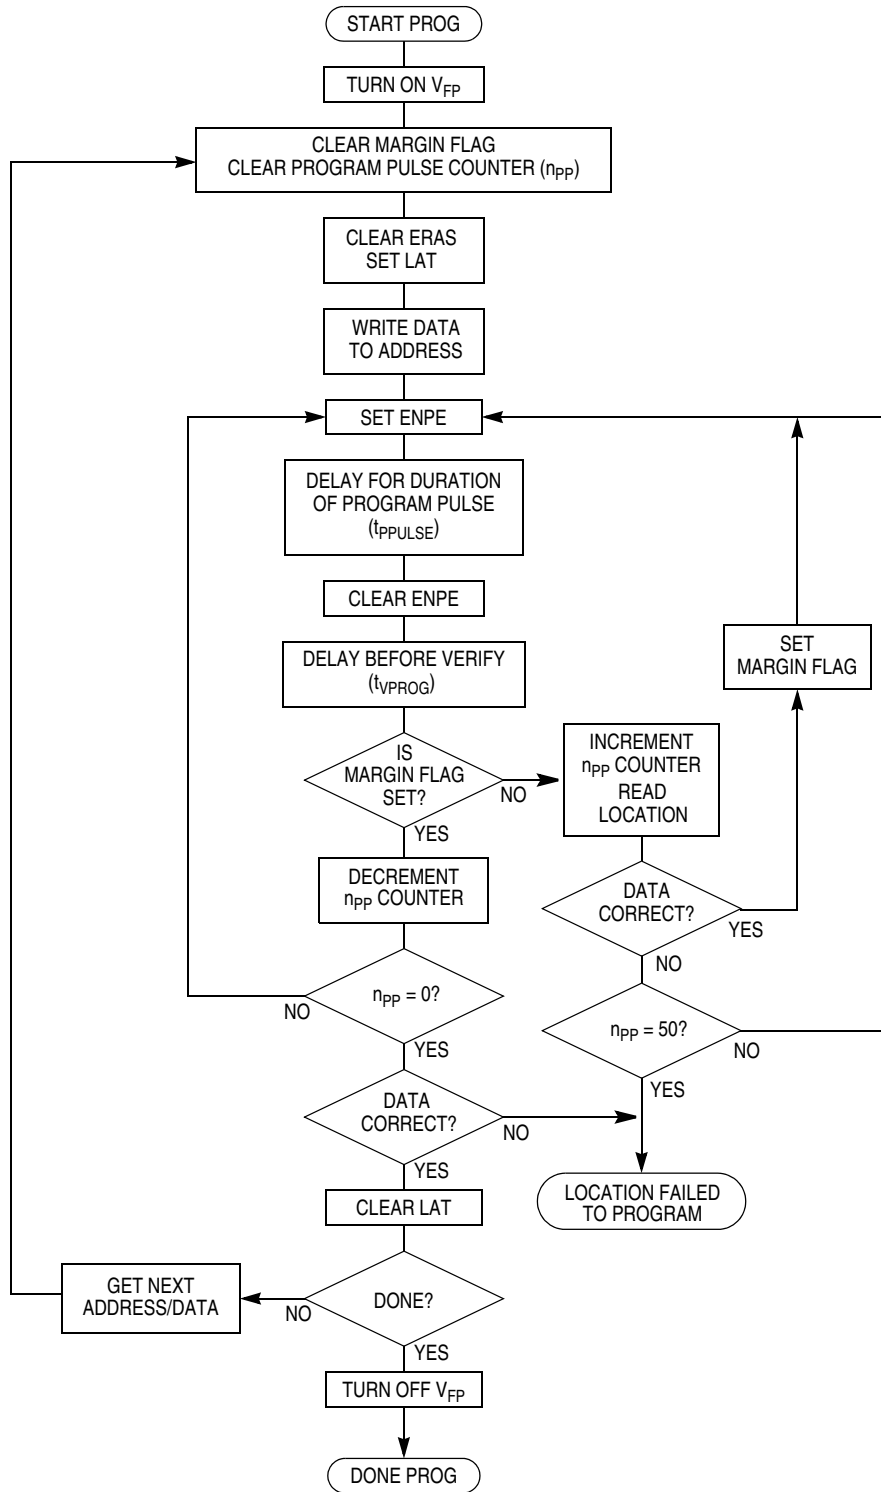 START PROG
TURN ON VFP
CLEAR MARGIN FLAG
CLEAR PROGRAM PULSE COUNTER (nPP)
CLEAR ERAS
SET LAT
WRITE DATA
TO ADDRESS
SET ENPE
DELAY FOR DURATION
OF PROGRAM PULSE
(tPPULSE)
CLEAR ENPE
DELAY BEFORE VERIFY
(tVPROG)
SET
MARGIN FLAG
IS
MARGIN FLAG
SET?
NO
YES
INCREMENT
nPP COUNTER
READ
LOCATION
DECREMENT
nPP COUNTER
DATA
CORRECT?
YES
NO
nPP = 0?
NO
YES
nPP = 50?
NO
YES
DATA
CORRECT?
NO
YES
LOCATION FAILED
TO PROGRAM
CLEAR LAT
GET NEXT
ADDRESS/DATA
NO
DONE?
YES
TURN OFF VFP
DONE PROG